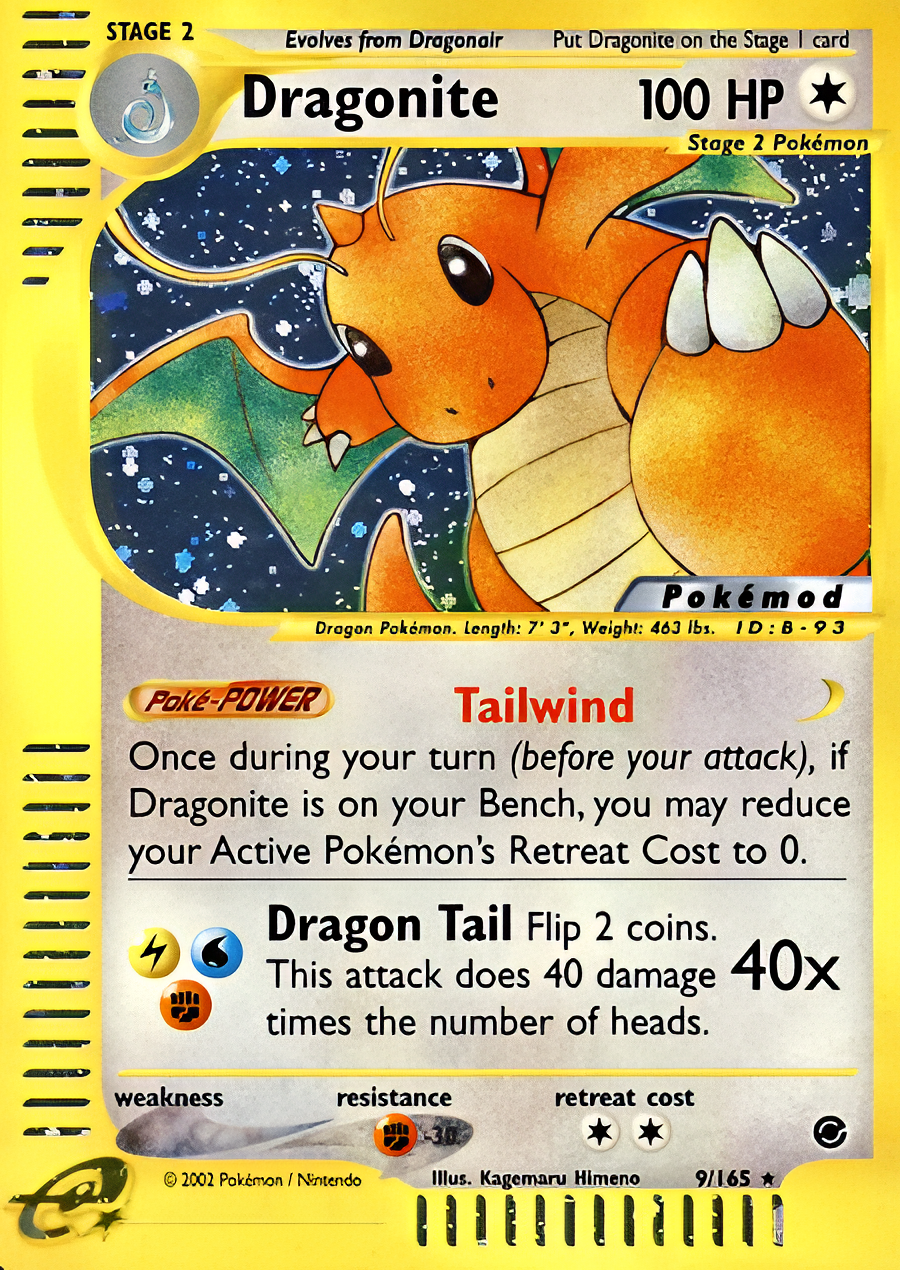 STAGE 2
Evolves from Dragonair Put Dragonite on the Stage 1 card
Dragonite 100 HP
Stage 2 Pokémon
Pokémod
Dragon Pokémon. Length: 7' 3", Weight: 463 lbs. ID:B-93
Poké-POWER Tailwind
Once during your turn (before your attack), if
Dragonite is on your Bench, you may reduce
your Active Pokémon's Retreat Cost to 0.
Dragon Tail Flip 2 coins.
This attack does 40 damage 40x
times the number of heads.
weakness resistance retreat cost
-30
© 2002 Pokémon / Nintendo Illus. Kagemaru Himeno 9/165
e